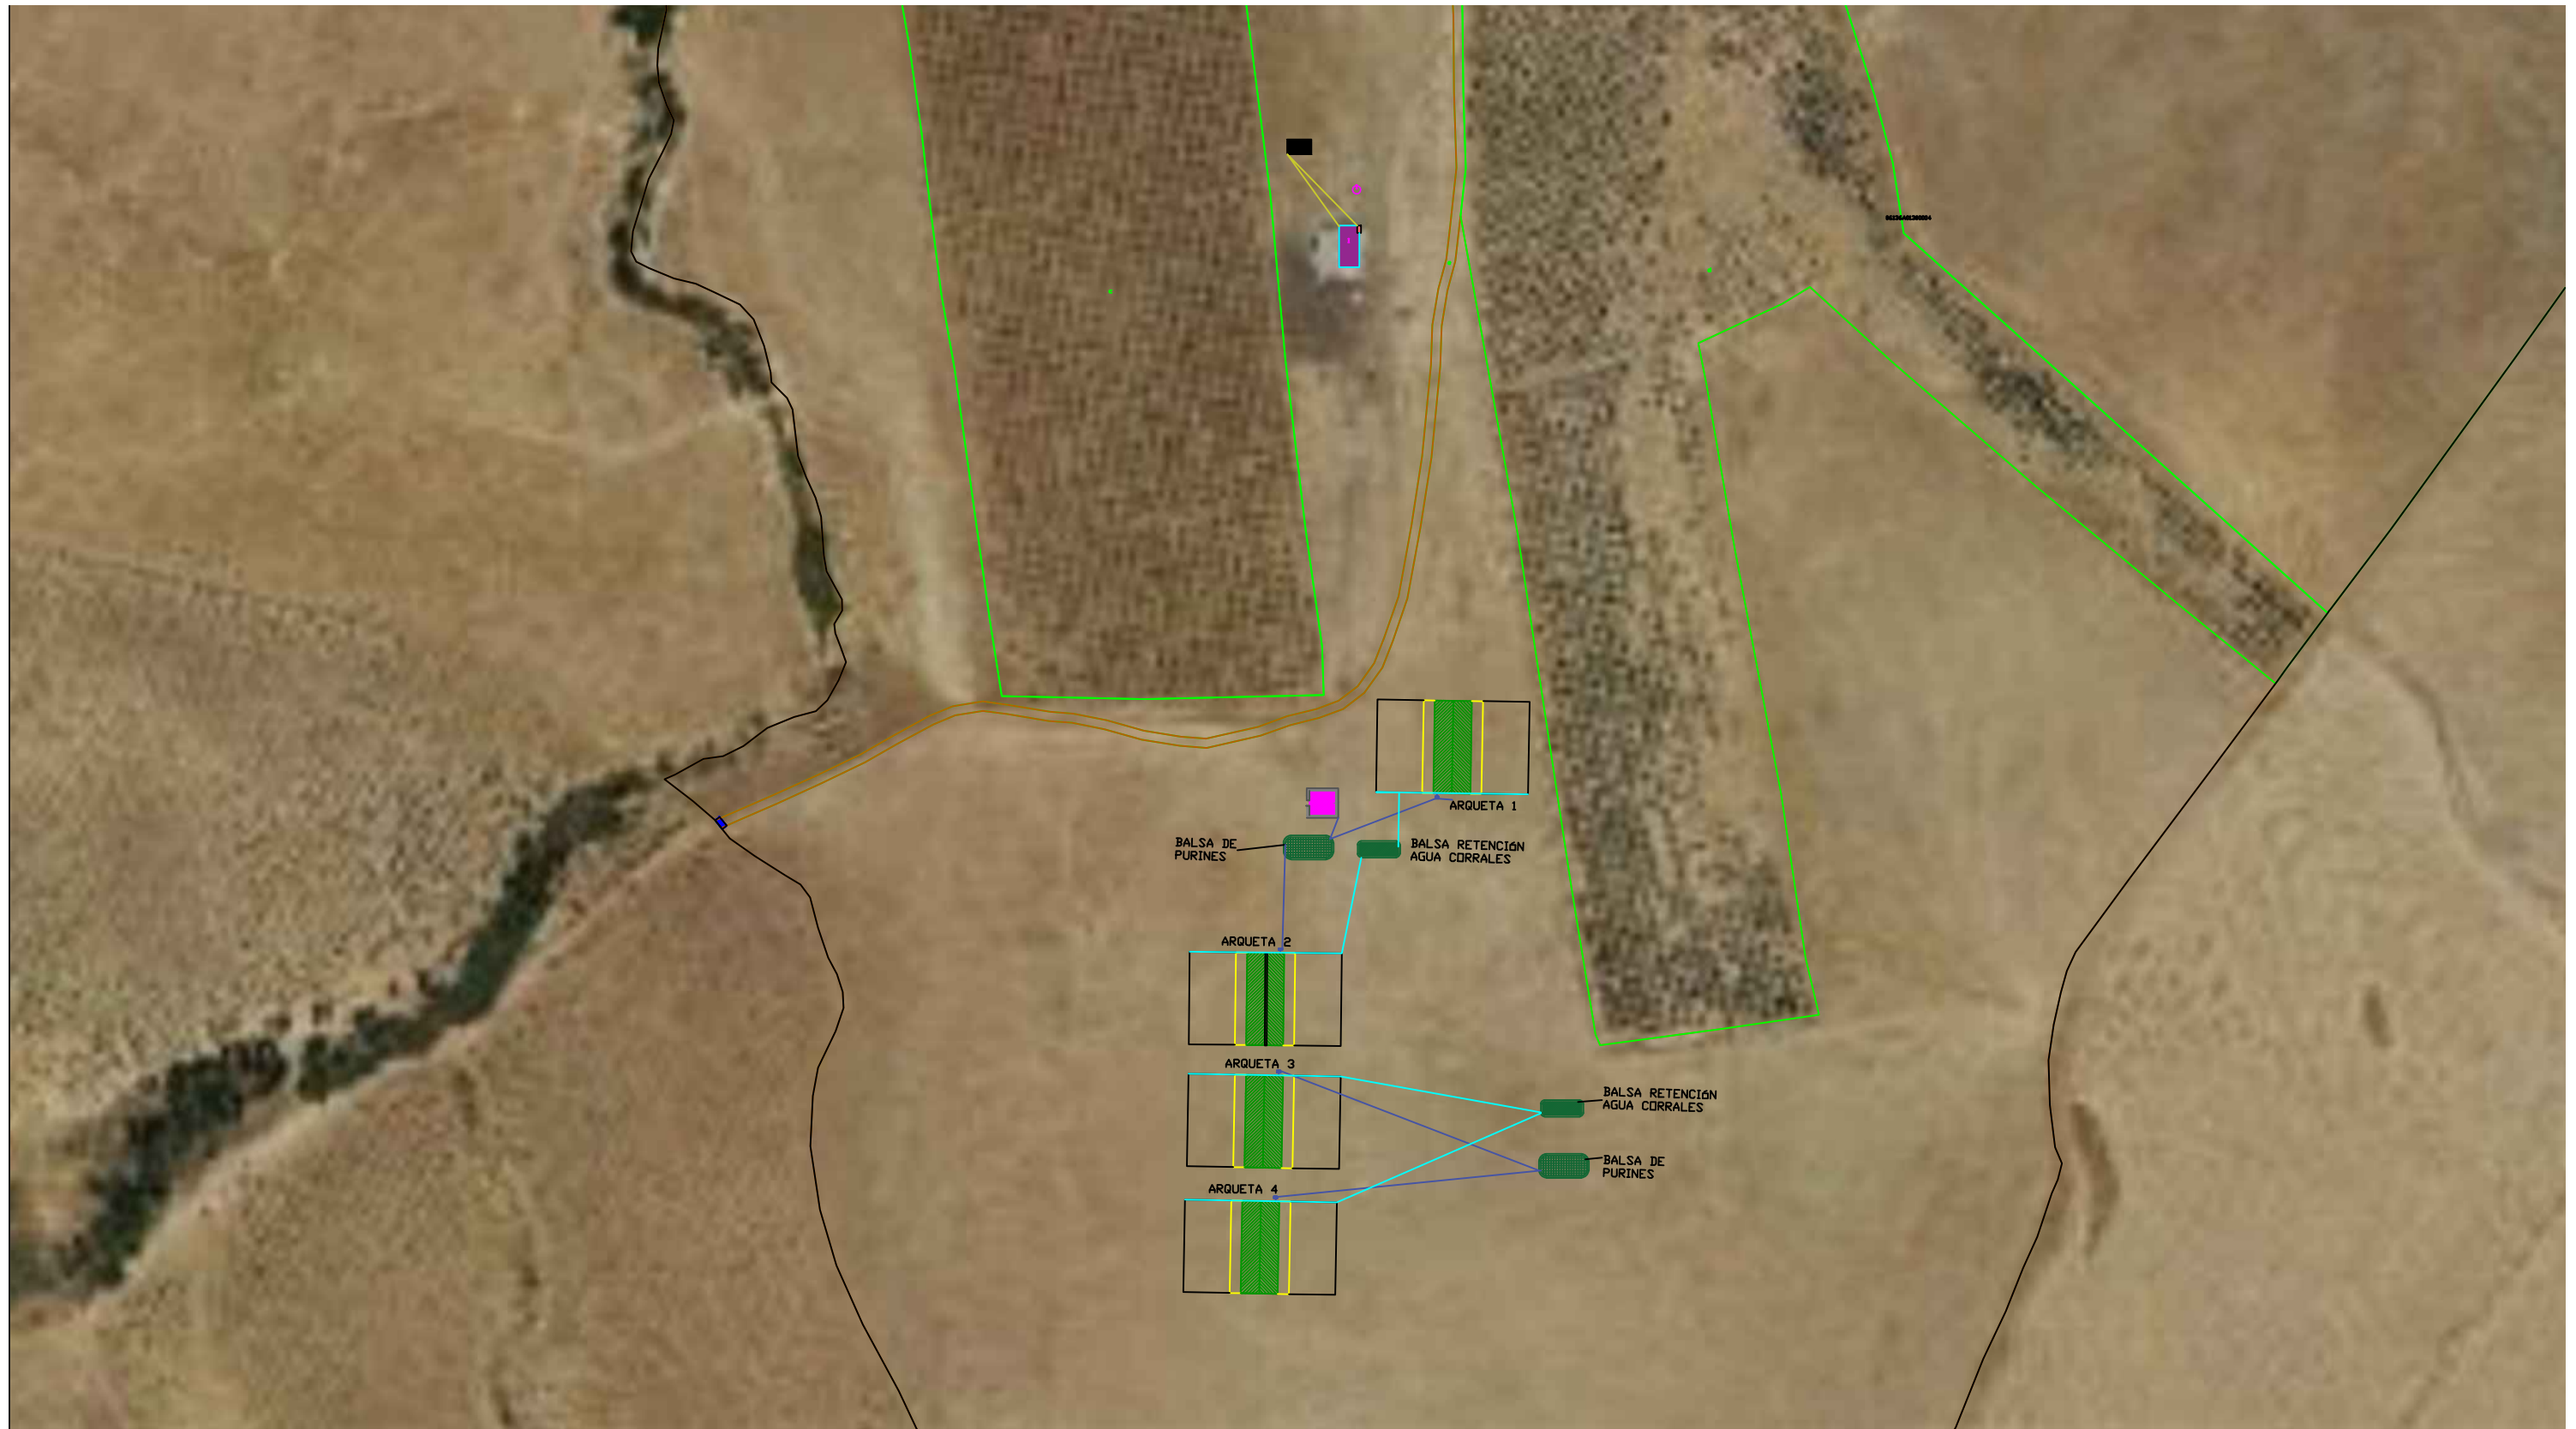 ARQUETA 1
BALSA DE
PURINES
BALSA RETENCIóN
AGUA CORRALES
ARQUETA 2
ARQUETA 3
BALSA RETENCIóN
AGUA CORRALES
BALSA DE
PURINES
ARQUETA 4